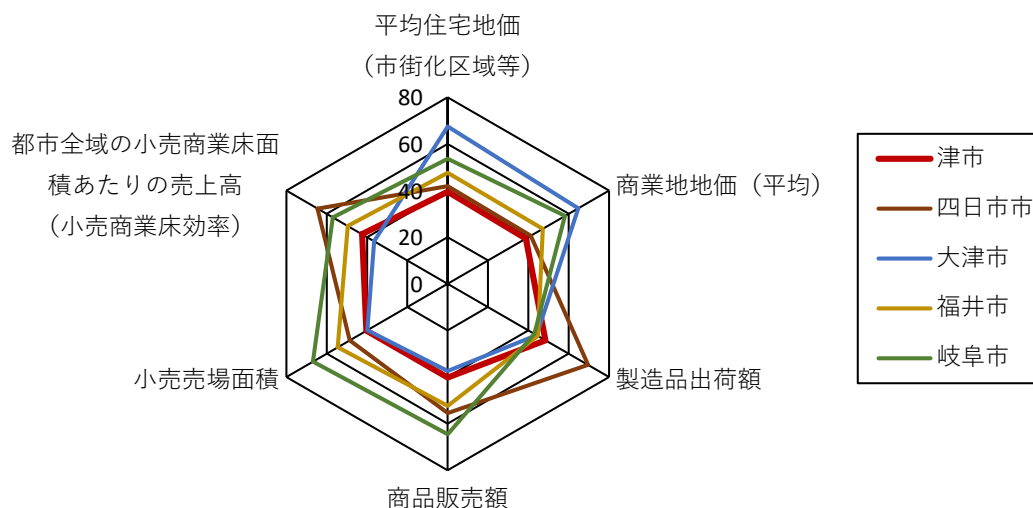 平均住宅地価
（市街化区域等）
80
60
40
20
0
都市全域の小売商業床面
積あたりの売上高
（小売商業床効率）
商業地地価（平均）
小売売場面積
製造品出荷額
商品販売額
津市
四日市市
大津市
福井市
岐阜市